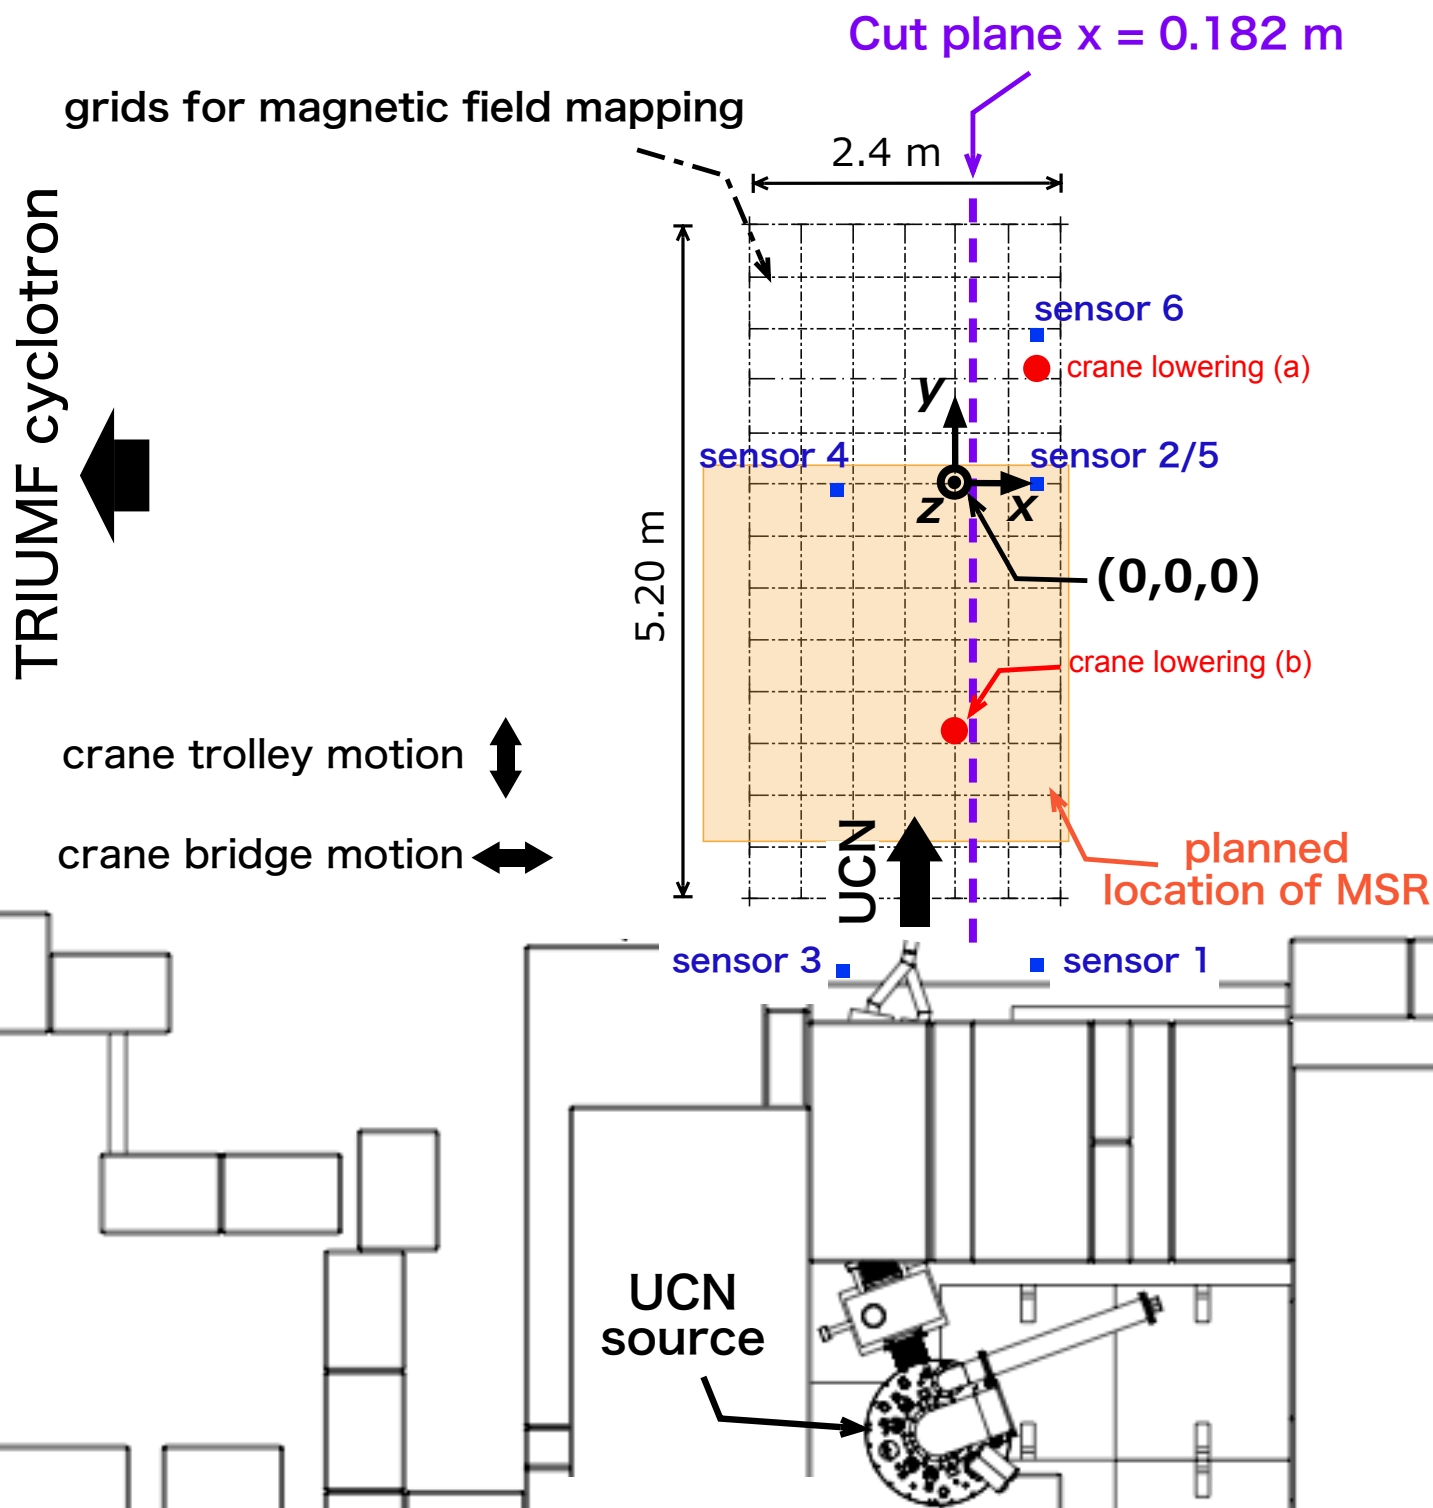 Cut plane x = 0.182 m
grids for magnetic field mapping
2.4 m
TRIUMF cyclotron
sensor 6
crane lowering (a)
y
sensor 4
sensor 2/5
z
x
5.20 m
(0,0,0)
crane lowering (b)
crane trolley motion
crane bridge motion
UCN
planned
location of MSR
sensor 3
sensor 1
UCN
source